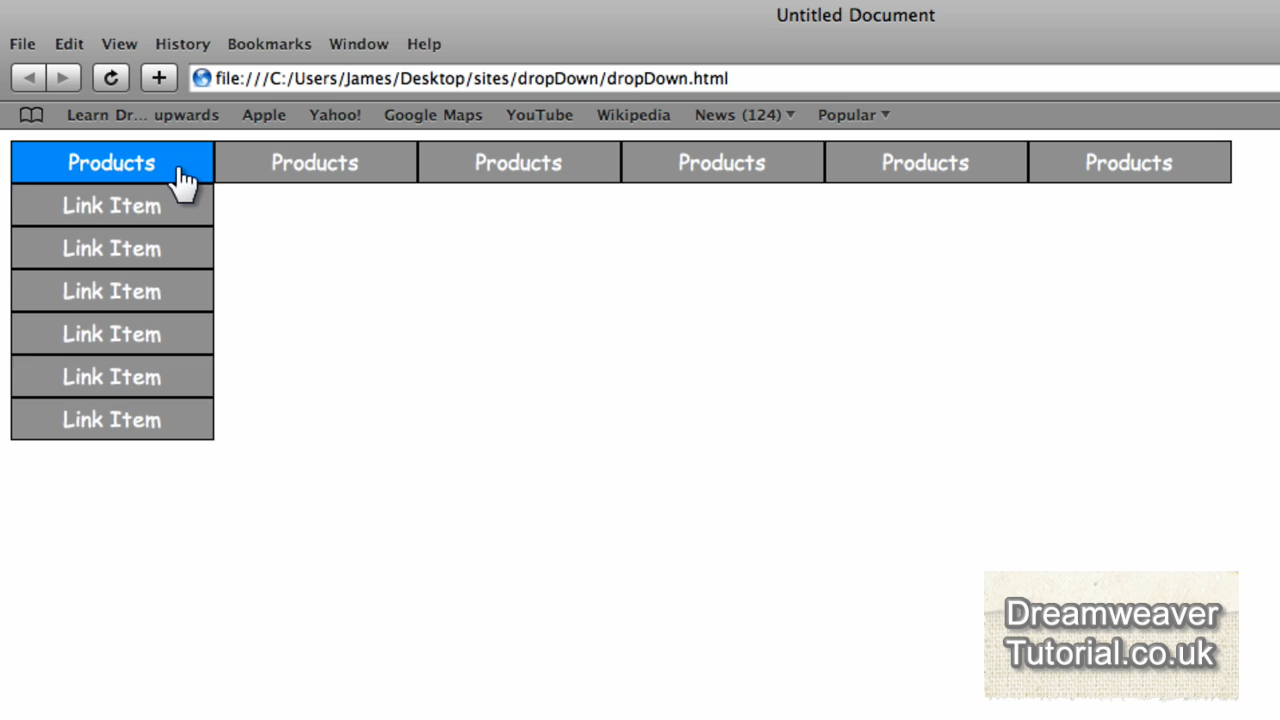 Untitled Document
File Edit View History Bookmarks Window Help
file:///C:/Users/James/Desktop/sites/dropDown/dropDown.html
Learn Dr... upwards Apple Yahoo! Google Maps YouTube Wikipedia News (124) Popular
Products Products Products Products Products Products
Link Item
Link Item
Link Item
Link Item
Link Item
Link Item
Dreamweaver
Tutorial.co.uk